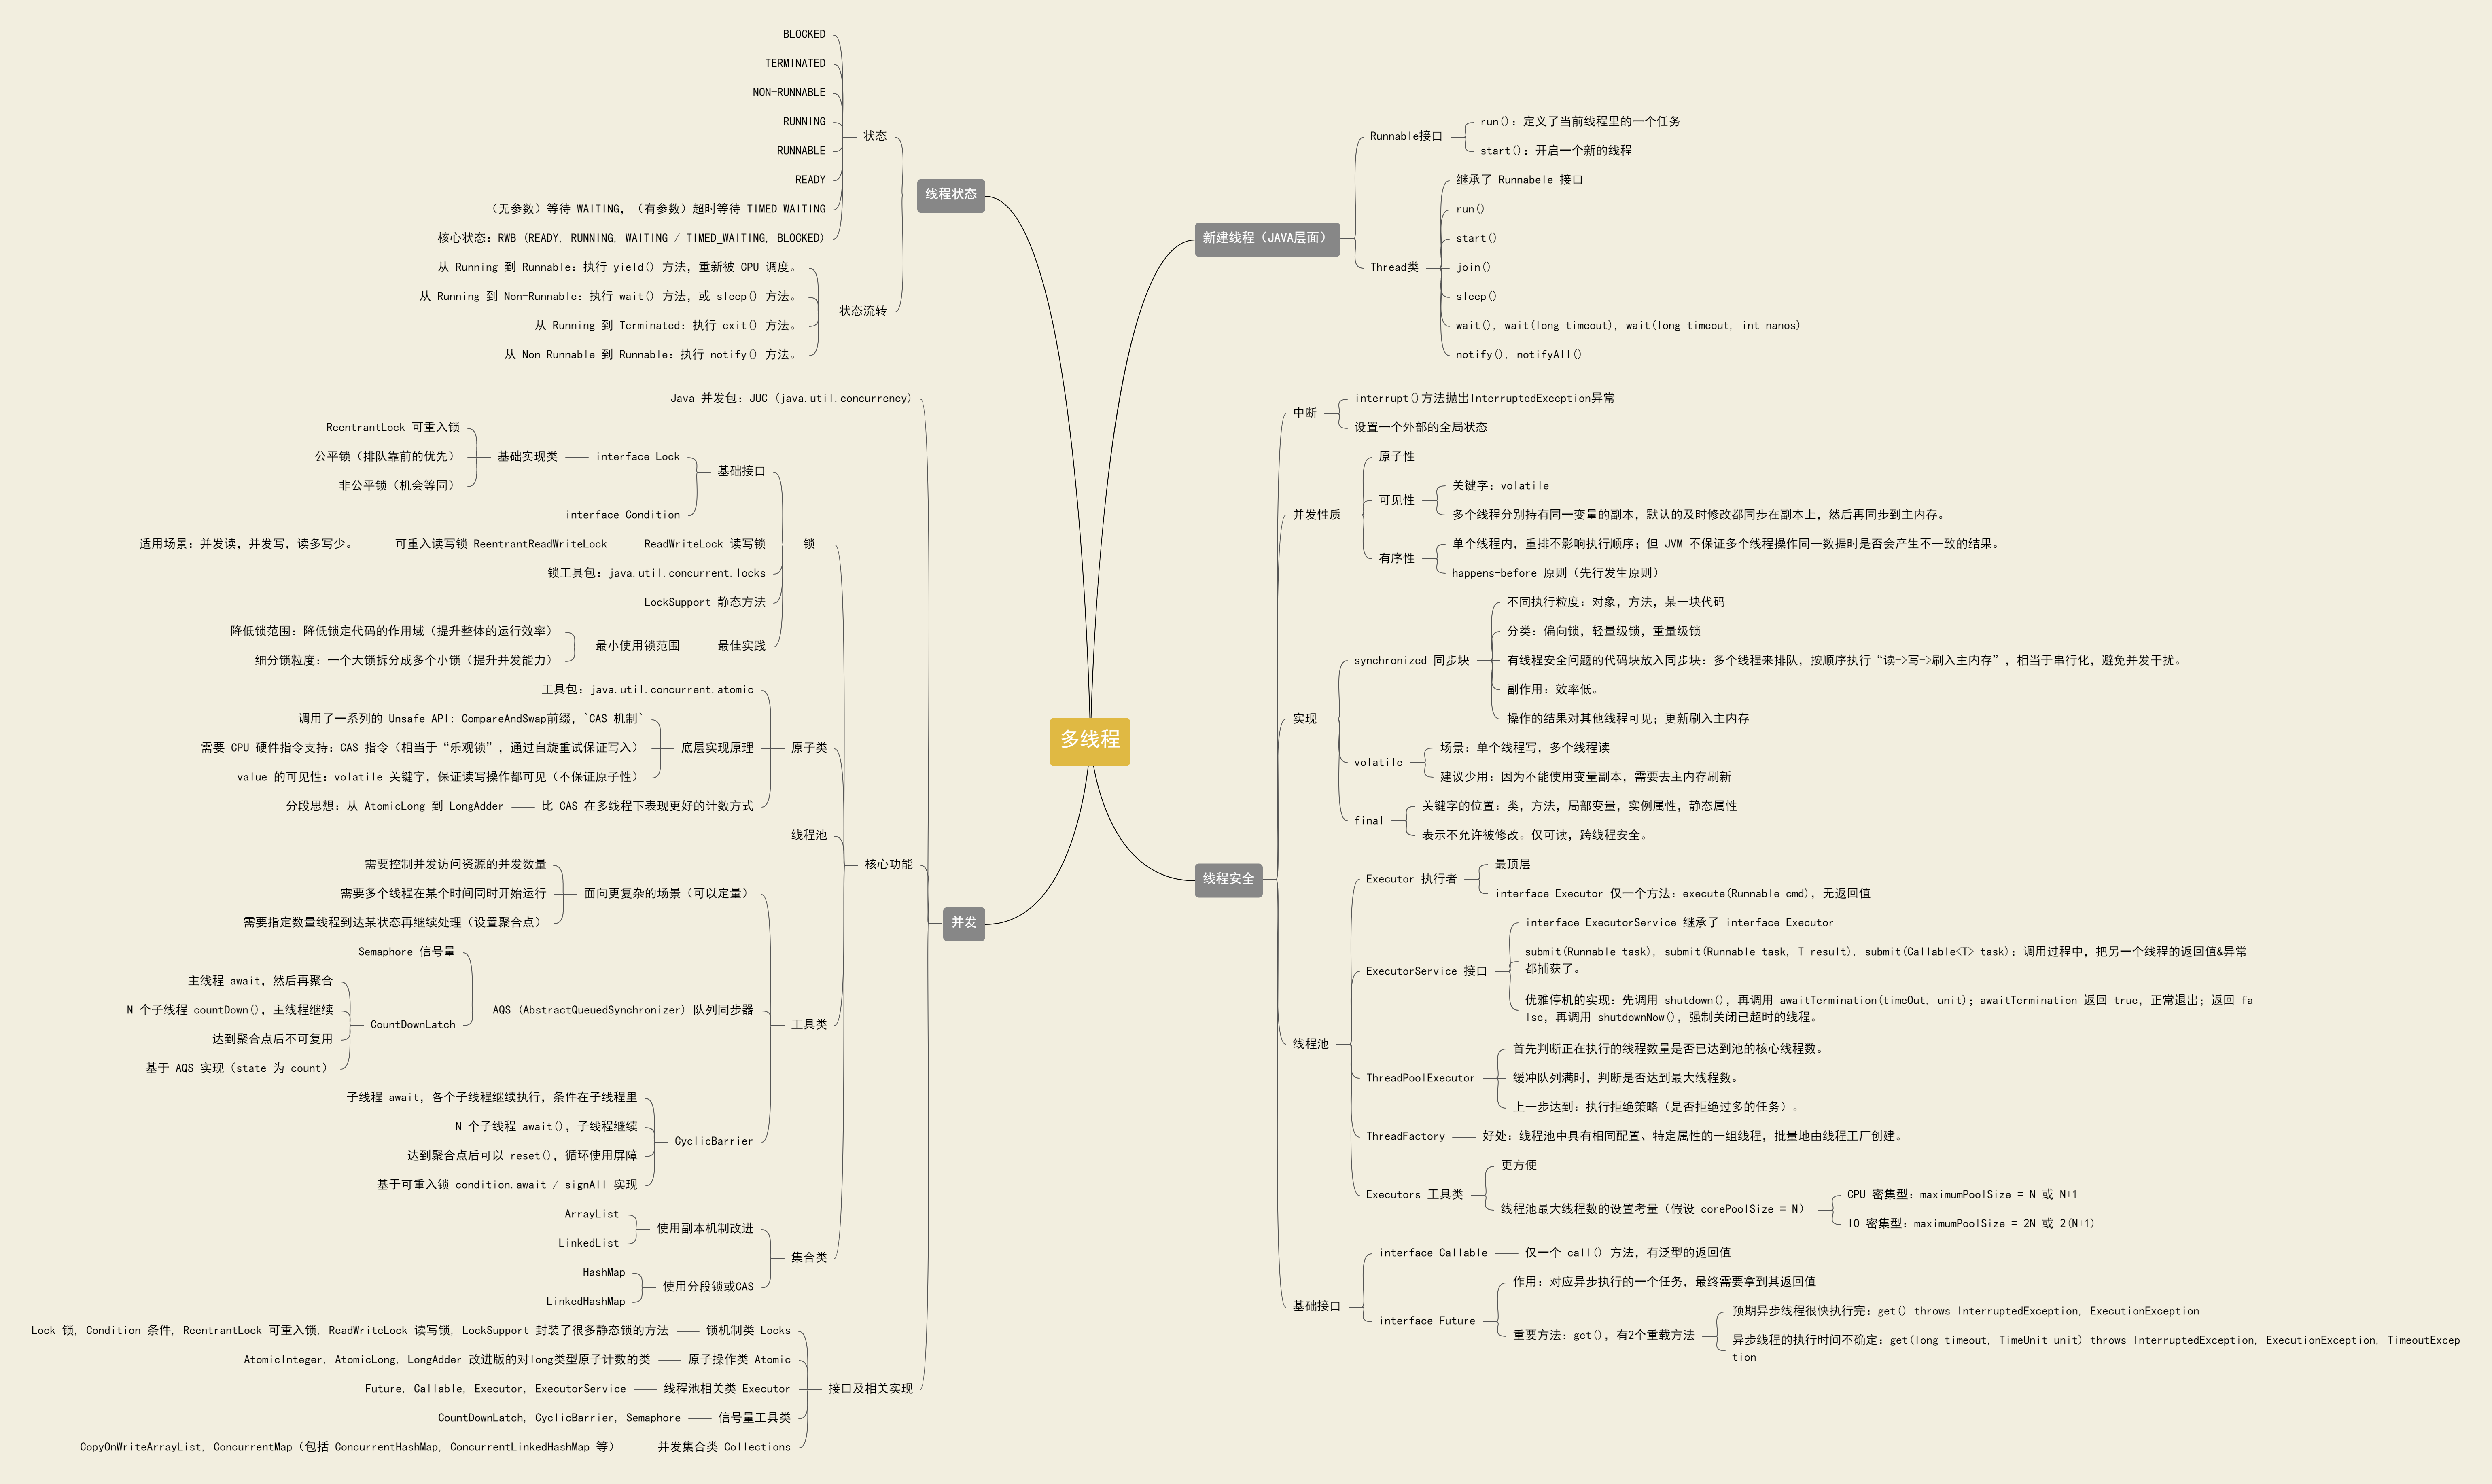 多线程
新建线程（JAVA层面）
Runnable接口
run()：定义了当前线程里的一个任务
start()：开启一个新的线程
Thread类
继承了 Runnabele 接口
run()
start()
join()
sleep()
wait(), wait(long timeout), wait(long timeout, int nanos)
notify(), notifyAll()
线程安全
中断
interrupt()方法抛出InterruptedException异常
设置一个外部的全局状态
并发性质
原子性
可见性
关键字：volatile
多个线程分别持有同一变量的副本，默认的及时修改都同步在副本上，然后再同步到主内存。
有序性
单个线程内，重排不影响执行顺序；但 JVM 不保证多个线程操作同一数据时是否会产生不一致的结果。
happens-before 原则（先行发生原则）
实现
synchronized 同步块
不同执行粒度：对象，方法，某一块代码
分类：偏向锁，轻量级锁，重量级锁
有线程安全问题的代码块放入同步块：多个线程来排队，按顺序执行“读->写->刷入主内存”，相当于串行化，避免并发干扰。
副作用：效率低。
操作的结果对其他线程可见；更新刷入主内存
volatile
场景：单个线程写，多个线程读
建议少用：因为不能使用变量副本，需要去主内存刷新
final
关键字的位置：类，方法，局部变量，实例属性，静态属性
表示不允许被修改。仅可读，跨线程安全。
线程池
Executor 执行者
最顶层
interface Executor 仅一个方法：execute(Runnable cmd)，无返回值
ExecutorService 接口
interface ExecutorService 继承了 interface Executor
submit(Runnable task), submit(Runnable task, T result), submit(Callable<T> task)：调用过程中，把另一个线程的返回值&异常
都捕获了。
优雅停机的实现：先调用 shutdown()，再调用 awaitTermination(timeOut, unit)；awaitTermination 返回 true，正常退出；返回 fa
lse，再调用 shutdownNow()，强制关闭已超时的线程。
ThreadPoolExecutor
首先判断正在执行的线程数量是否已达到池的核心线程数。
缓冲队列满时，判断是否达到最大线程数。
上一步达到：执行拒绝策略（是否拒绝过多的任务）。
ThreadFactory
好处：线程池中具有相同配置、特定属性的一组线程，批量地由线程工厂创建。
Executors 工具类
更方便
线程池最大线程数的设置考量（假设 corePoolSize = N）
CPU 密集型：maximumPoolSize = N 或 N+1
IO 密集型：maximumPoolSize = 2N 或 2(N+1)
基础接口
interface Callable
仅一个 call() 方法，有泛型的返回值
interface Future
作用：对应异步执行的一个任务，最终需要拿到其返回值
重要方法：get()，有2个重载方法
预期异步线程很快执行完：get() throws InterruptedException, ExecutionException
异步线程的执行时间不确定：get(long timeout, TimeUnit unit) throws InterruptedException, ExecutionException, TimeoutExcep
tion
线程状态
状态
BLOCKED
TERMINATED
NON-RUNNABLE
RUNNING
RUNNABLE
READY
（无参数）等待 WAITING，（有参数）超时等待 TIMED_WAITING
核心状态：RWB (READY, RUNNING, WAITING / TIMED_WAITING, BLOCKED)
状态流转
从 Running 到 Runnable：执行 yield() 方法，重新被 CPU 调度。
从 Running 到 Non-Runnable：执行 wait() 方法，或 sleep() 方法。
从 Running 到 Terminated：执行 exit() 方法。
从 Non-Runnable 到 Runnable：执行 notify() 方法。
并发
Java 并发包：JUC (java.util.concurrency)
核心功能
锁
基础接口
interface Lock
基础实现类
ReentrantLock 可重入锁
公平锁（排队靠前的优先）
非公平锁（机会等同）
interface Condition
ReadWriteLock 读写锁
可重入读写锁 ReentrantReadWriteLock
适用场景：并发读，并发写，读多写少。
锁工具包：java.util.concurrent.locks
LockSupport 静态方法
最佳实践
最小使用锁范围
降低锁范围：降低锁定代码的作用域（提升整体的运行效率）
细分锁粒度：一个大锁拆分成多个小锁（提升并发能力）
原子类
工具包：java.util.concurrent.atomic
底层实现原理
调用了一系列的 Unsafe API: CompareAndSwap前缀，`CAS 机制`
需要 CPU 硬件指令支持：CAS 指令（相当于“乐观锁”，通过自旋重试保证写入）
value 的可见性：volatile 关键字，保证读写操作都可见（不保证原子性）
比 CAS 在多线程下表现更好的计数方式
分段思想：从 AtomicLong 到 LongAdder
线程池
工具类
面向更复杂的场景（可以定量）
需要控制并发访问资源的并发数量
需要多个线程在某个时间同时开始运行
需要指定数量线程到达某状态再继续处理（设置聚合点）
AQS (AbstractQueuedSynchronizer) 队列同步器
Semaphore 信号量
CountDownLatch
主线程 await，然后再聚合
N 个子线程 countDown()，主线程继续
达到聚合点后不可复用
基于 AQS 实现（state 为 count）
CyclicBarrier
子线程 await，各个子线程继续执行，条件在子线程里
N 个子线程 await()，子线程继续
达到聚合点后可以 reset()，循环使用屏障
基于可重入锁 condition.await / signAll 实现
集合类
使用副本机制改进
ArrayList
LinkedList
使用分段锁或CAS
HashMap
LinkedHashMap
接口及相关实现
锁机制类 Locks
Lock 锁, Condition 条件, ReentrantLock 可重入锁, ReadWriteLock 读写锁, LockSupport 封装了很多静态锁的方法
原子操作类 Atomic
AtomicInteger, AtomicLong, LongAdder 改进版的对long类型原子计数的类
线程池相关类 Executor
Future, Callable, Executor, ExecutorService
信号量工具类
CountDownLatch, CyclicBarrier, Semaphore
并发集合类 Collections
CopyOnWriteArrayList, ConcurrentMap（包括 ConcurrentHashMap, ConcurrentLinkedHashMap 等）